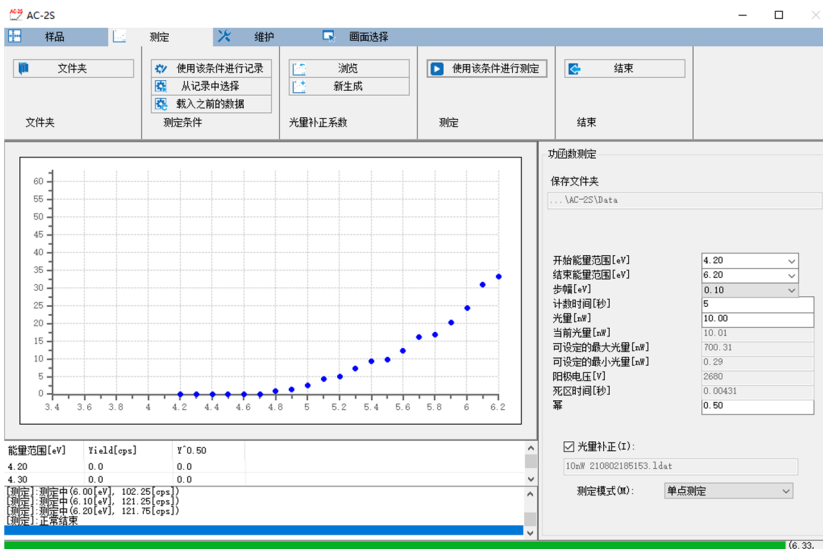 AC-2S
样品 测定 维护 画面选择
文件夹 使用该条件进行记录 浏览 使用该条件进行测定 结束
从记录中选择 新生成
载入之前的数据
文件夹 测定条件 光量补正系数 测定 结束
功函数测定
保存文件夹
...\AC-2S\Data
60
55
50
45
40
35
30
25
20
15
10
5
0
3.4 3.6 3.8 4 4.2 4.4 4.6 4.8 5 5.2 5.4 5.6 5.8 6 6.2
开始能量范围[eV] 4.20
结束能量范围[eV] 6.20
步幅[eV] 0.10
计数时间[秒] 5
光量[nW] 10.00
当前光量[nW] 10.01
可设定的最大光量[nW] 700.31
可设定的最小光量[nW] 0.29
阳极电压[V] 2680
死区时间[秒] 0.00431
幂 0.50
光量补正(I):
10nW 210802185153.ldat
测定模式(M): 单点测定
能量范围[eV] Yield[cps] Y^0.50
4.20 0.0 0.0
4.30 0.0 0.0
[测定]:测定中(6.00[eV], 102.25[cps])
[测定]:测定中(6.10[eV], 121.25[cps])
[测定]:测定中(6.20[eV], 121.75[cps])
[测定]:正常结束
(6.33,